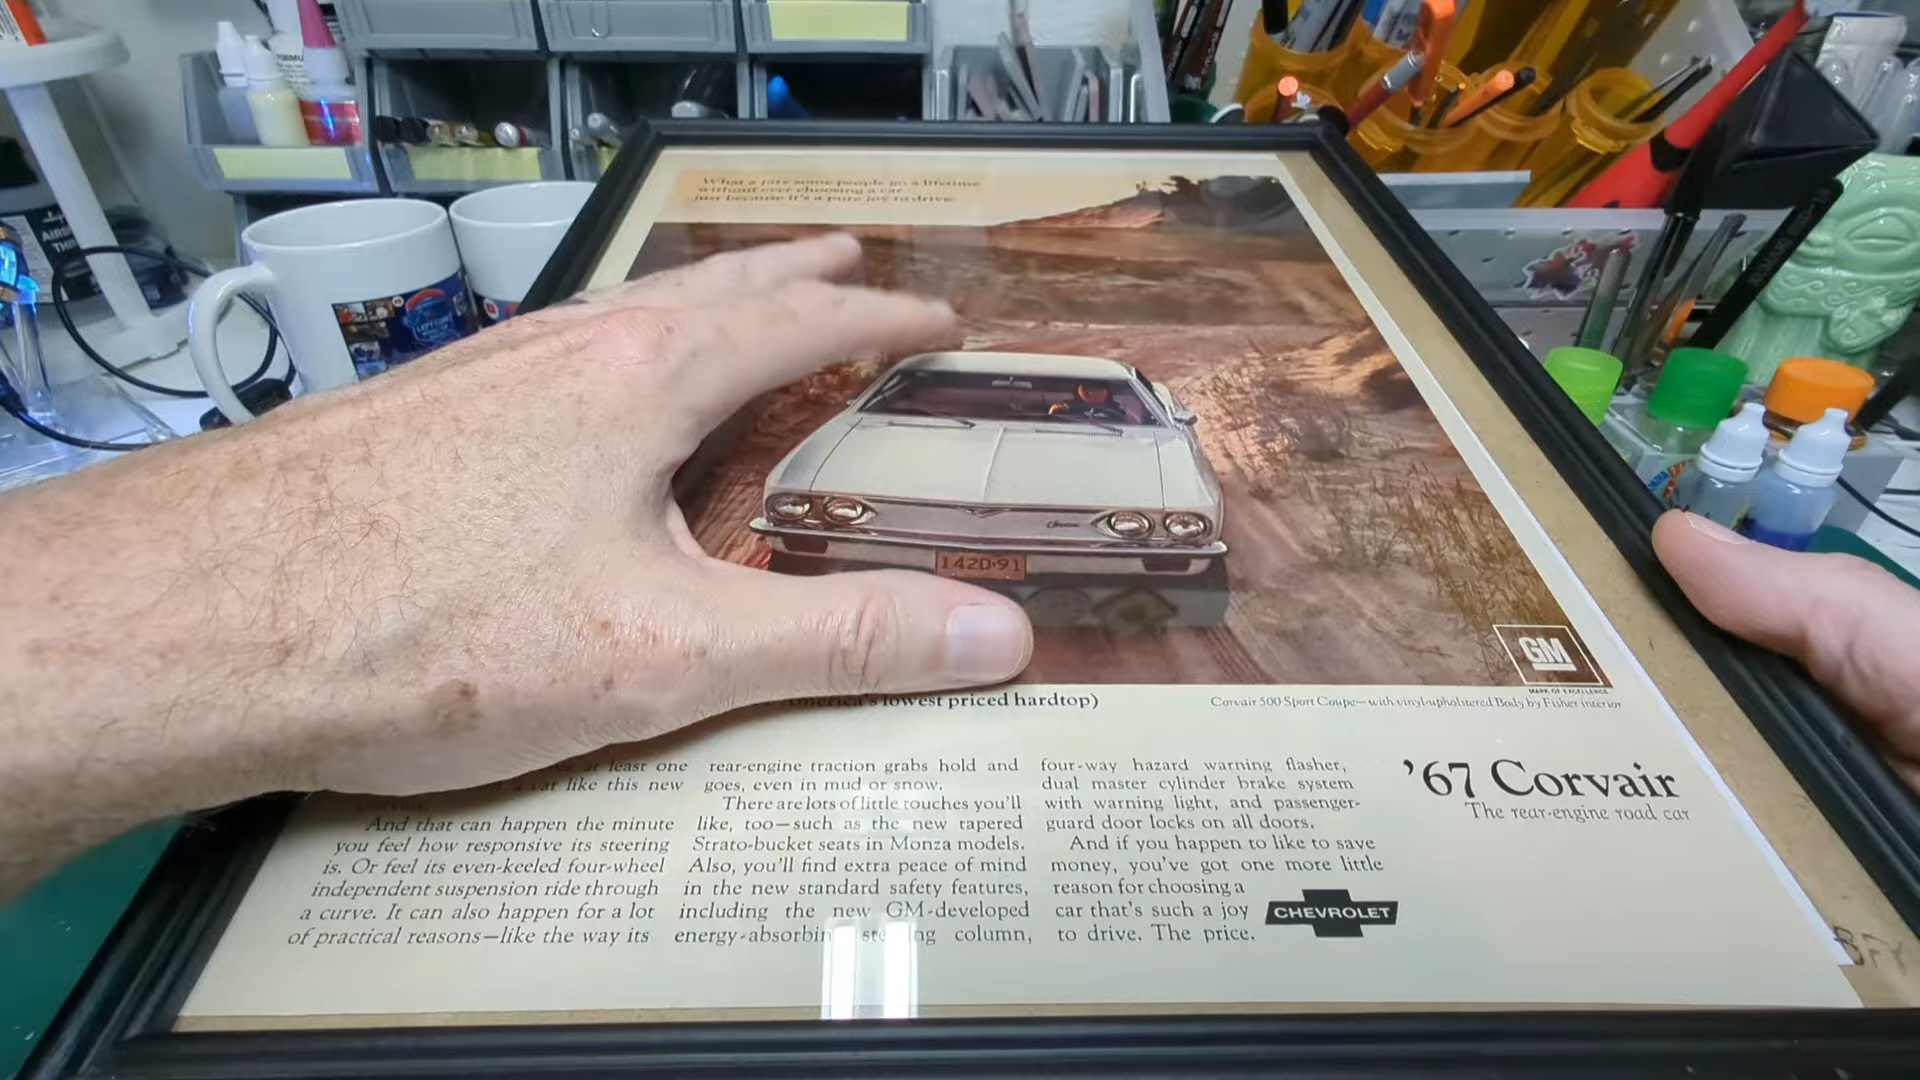 What a pity some people go a lifetime
without ever choosing a car
just because it's a pure joy to drive.
1420·91
GM
MARK OF EXCELLENCE
America's lowest priced hardtop)
Corvair 500 Sport Coupe—with vinyl-upholstered Body by Fisher interior
at least one
car like this new
And that can happen the minute
you feel how responsive its steering
is. Or feel its even-keeled four-wheel
independent suspension ride through
a curve. It can also happen for a lot
of practical reasons—like the way its
rear-engine traction grabs hold and
goes, even in mud or snow.
There are lots of little touches you'll
like, too—such as the new tapered
Strato-bucket seats in Monza models.
Also, you'll find extra peace of mind
in the new standard safety features,
including the new GM-developed
energy-absorbing steering column,
four-way hazard warning flasher,
dual master cylinder brake system
with warning light, and passenger-
guard door locks on all doors.
And if you happen to like to save
money, you've got one more little
reason for choosing a
car that's such a joy
to drive. The price.
CHEVROLET
'67 Corvair
The rear-engine road car